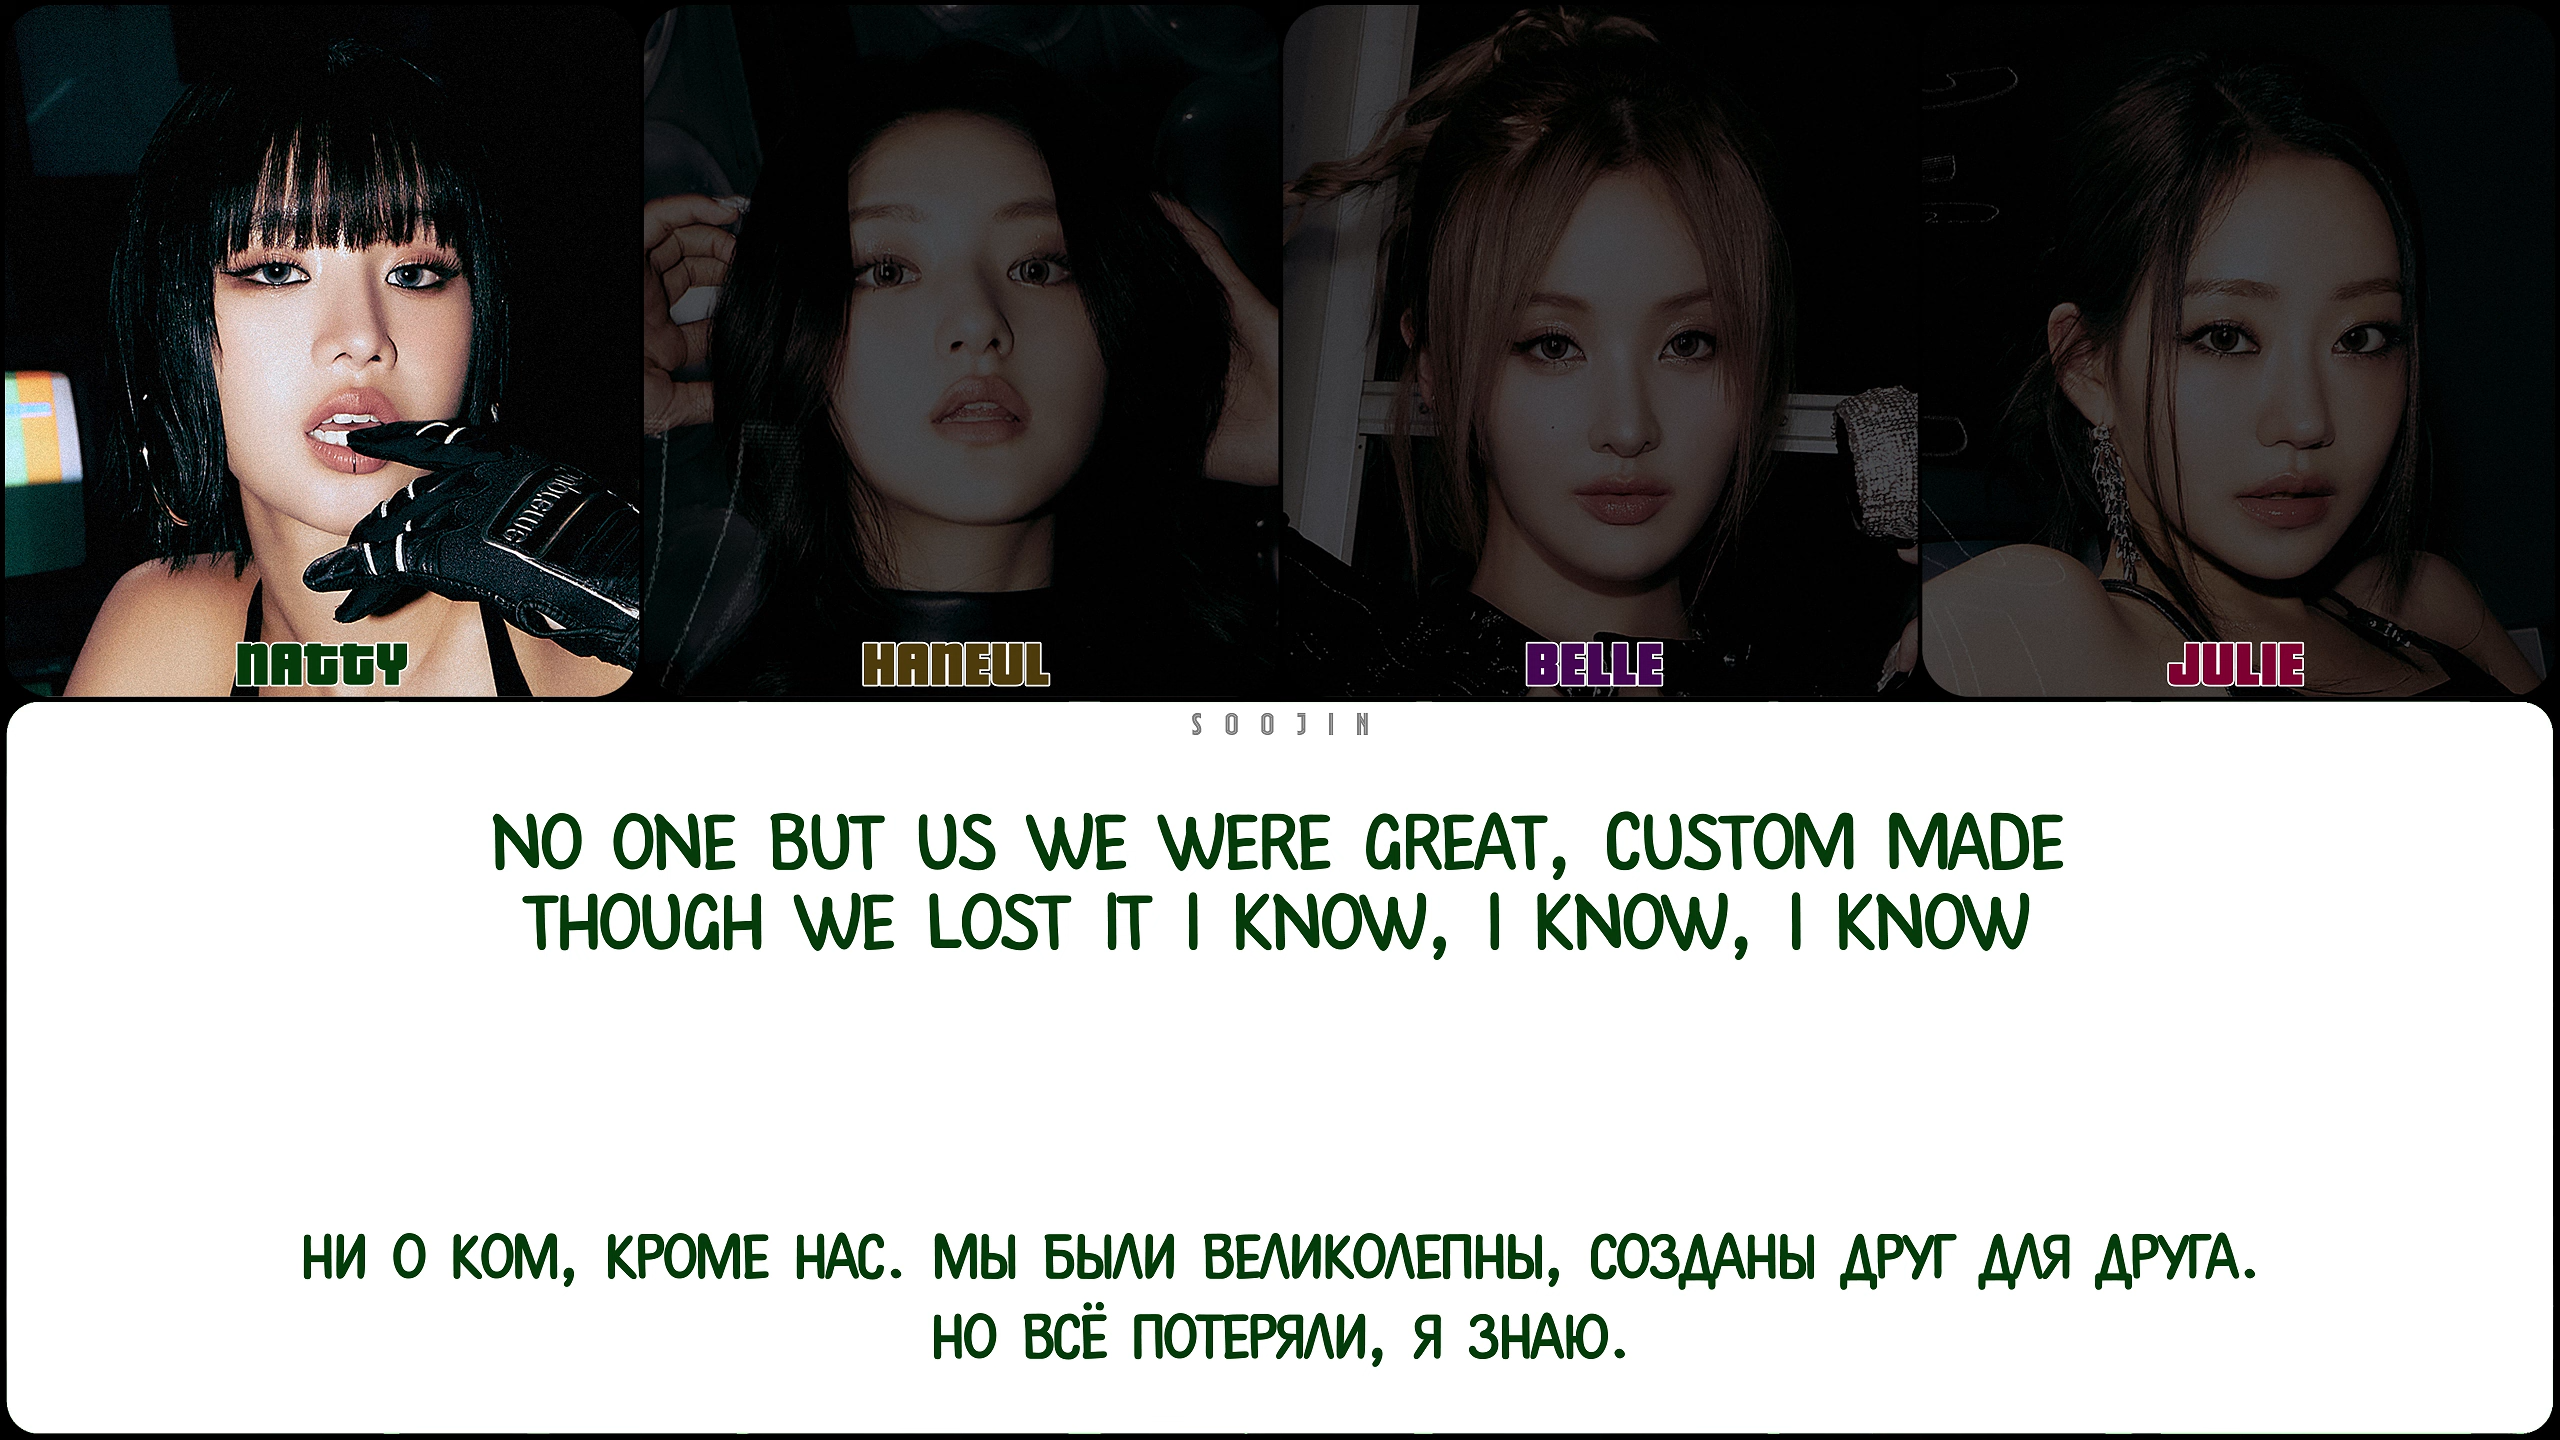 NATTY
HANEUL
BELLE
JULIE
SOOJIN
NO ONE BUT US WE WERE GREAT, CUSTOM MADE
THOUGH WE LOST IT I KNOW, I KNOW, I KNOW
НИ О КОМ, КРОМЕ НАС. МЫ БЫЛИ ВЕЛИКОЛЕПНЫ, СОЗДАНЫ ДРУГ ДЛЯ ДРУГА.
НО ВСЁ ПОТЕРЯЛИ, Я ЗНАЮ.